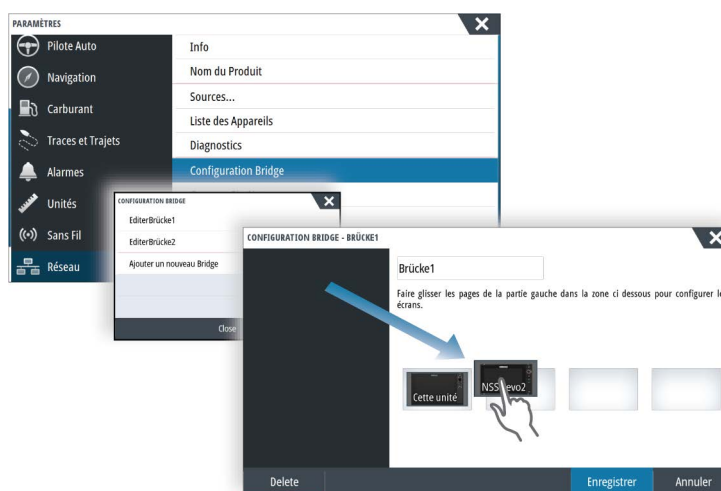 PARAMÈTRES
Pilote Auto
Navigation
Carburant
Traces et Trajets
Alarmes
Unités
Sans Fil
Réseau
Info
Nom du Produit
Sources...
Liste des Appareils
Diagnostics
Configuration Bridge
CONFIGURATION BRIDGE
EditerBrücke1
EditerBrücke2
Ajouter un nouveau Bridge
Close
CONFIGURATION BRIDGE - BRÜCKE1
Brücke1
Faire glisser les pages de la partie gauche dans la zone ci dessous pour configurer
écrans.
Cette unité
evo2
Delete
Enregistrer
Annuler